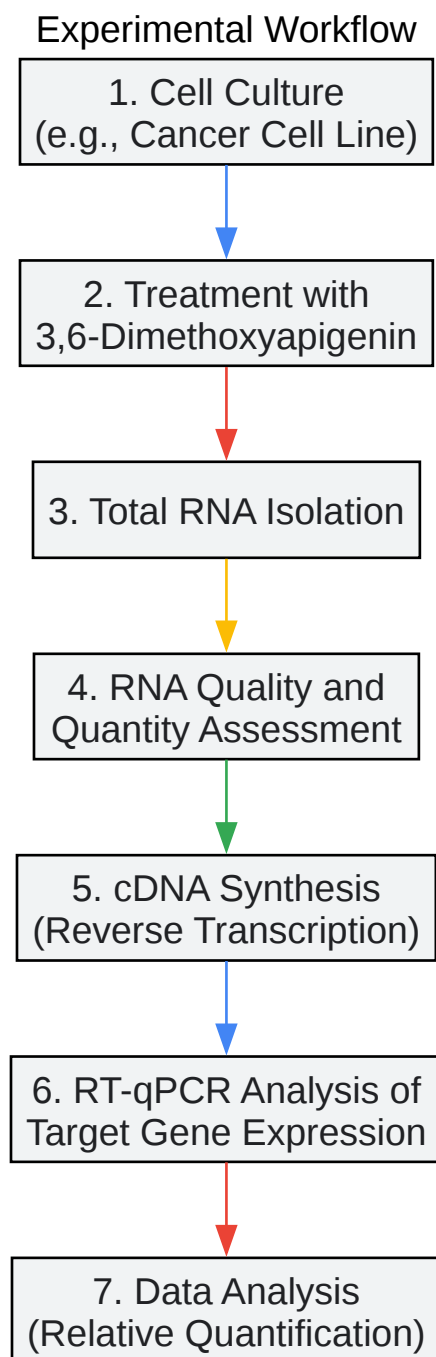 Experimental Workflow
1. Cell Culture
(e.g., Cancer Cell Line)
2. Treatment with
3,6-Dimethoxyapigenin
3. Total RNA Isolation
4. RNA Quality and
Quantity Assessment
5. cDNA Synthesis
(Reverse Transcription)
6. RT-qPCR Analysis of
Target Gene Expression
7. Data Analysis
(Relative Quantification)